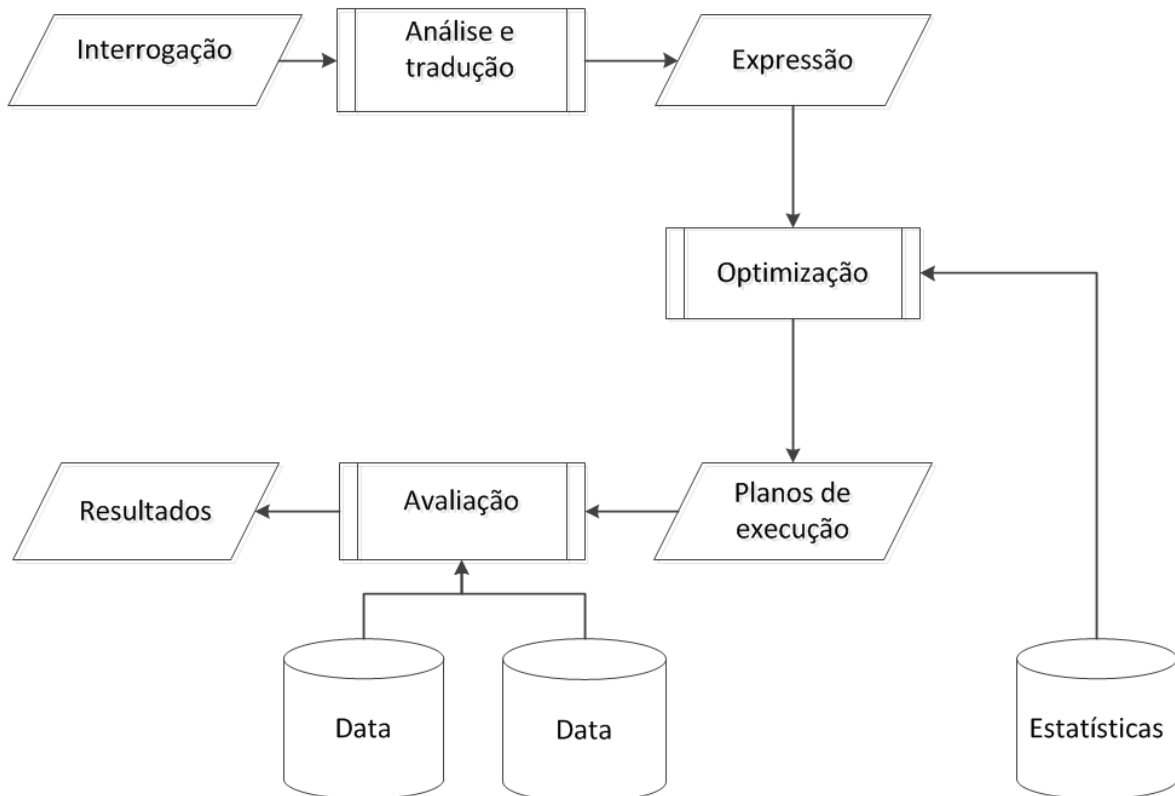 Interrogação
Análise e
tradução
Expressão
Optimização
Resultados
Avaliação
Planos de
execução
Data
Data
Estatísticas